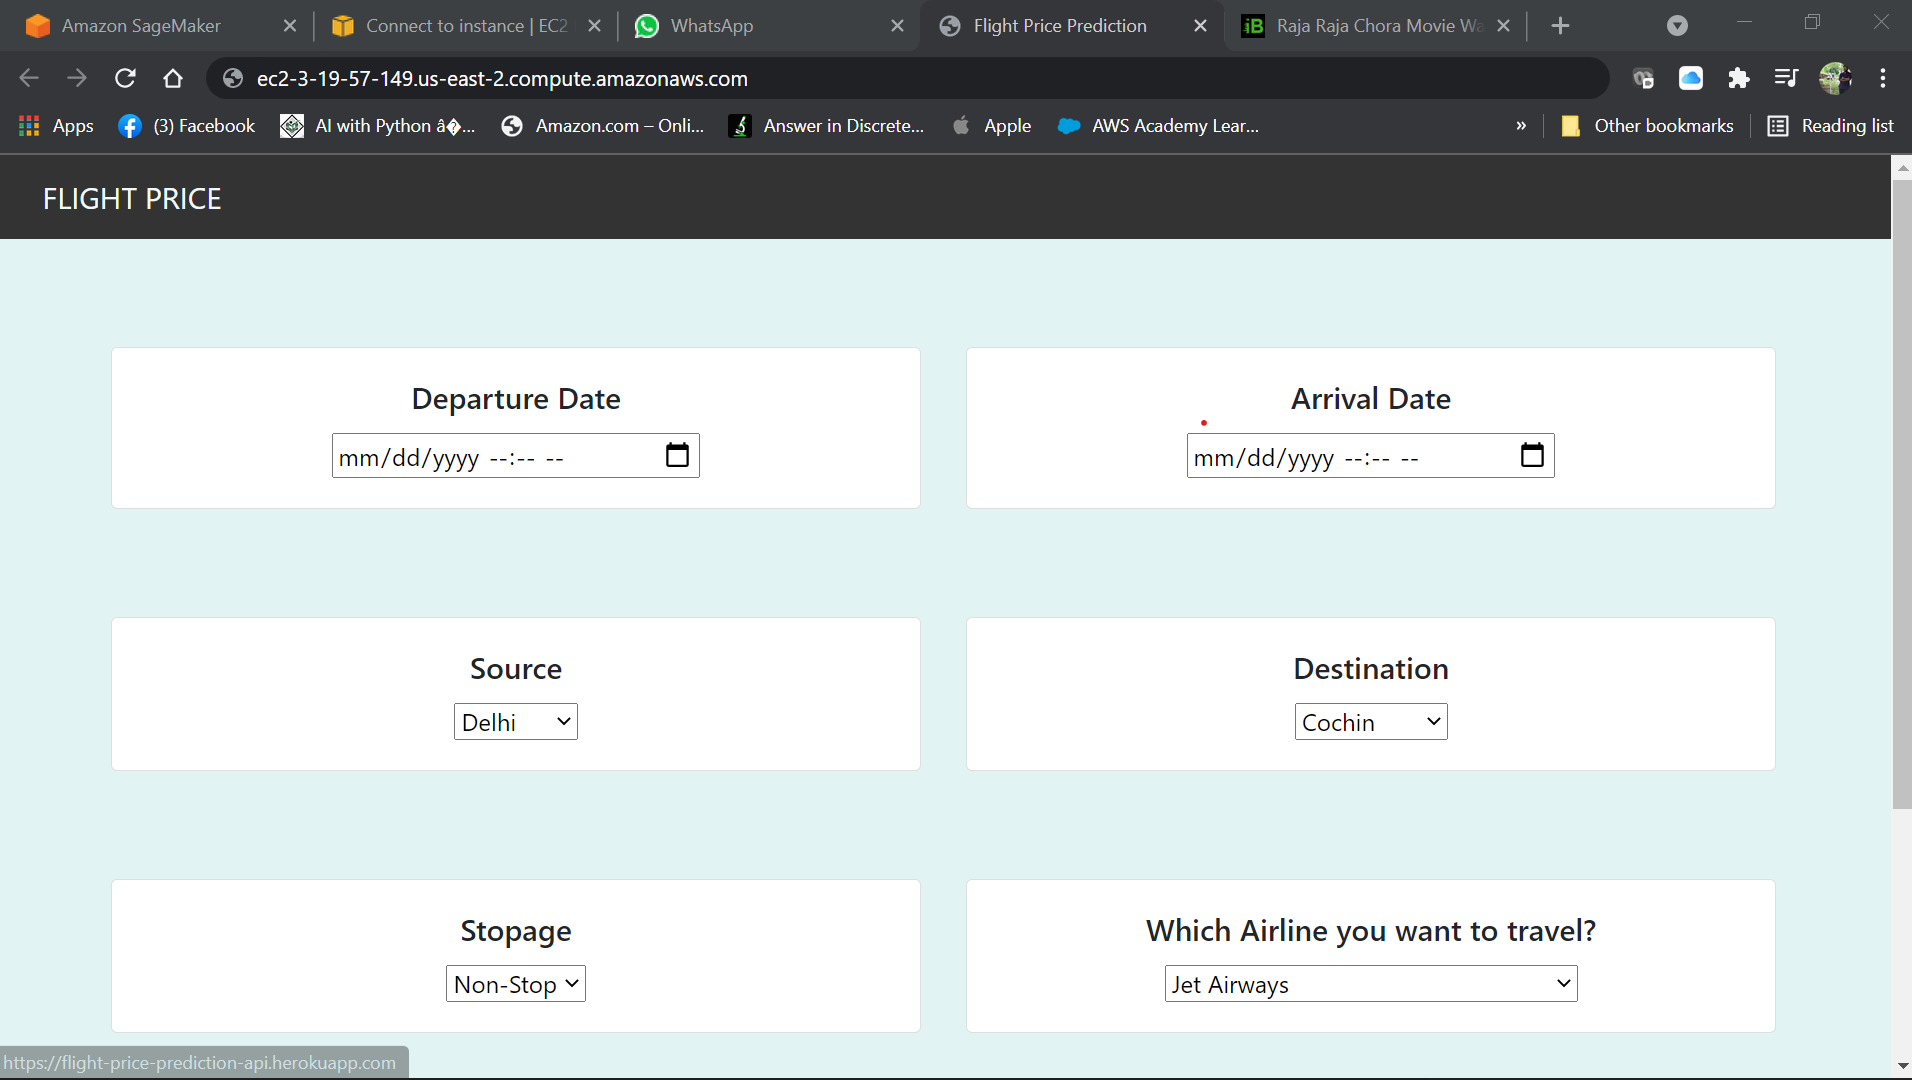 Amazon SageMaker
Connect to instance | EC2
WhatsApp
Flight Price Prediction
Raja Raja Chora Movie Wa
ec2-3-19-57-149.us-east-2.compute.amazonaws.com
Apps
(3) Facebook
AI with Python â�...
Amazon.com – Onli...
Answer in Discrete...
Apple
AWS Academy Lear...
»
Other bookmarks
Reading list
FLIGHT PRICE
Departure Date
Arrival Date
mm/dd/yyyy --:-- --
mm/dd/yyyy --:-- --
Source
Destination
Delhi
Cochin
Stopage
Which Airline you want to travel?
Non-Stop
Jet Airways
https://flight-price-prediction-api.herokuapp.com